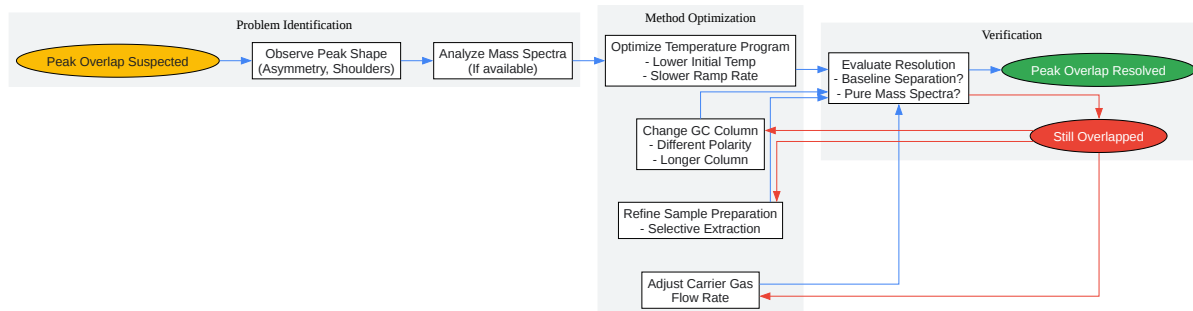 Problem Identification
Peak Overlap Suspected
Observe Peak Shape
(Asymmetry, Shoulders)
Analyze Mass Spectra
(If available)
Method Optimization
Optimize Temperature Program
- Lower Initial Temp
- Slower Ramp Rate
Change GC Column
- Different Polarity
- Longer Column
Refine Sample Preparation
- Selective Extraction
Adjust Carrier Gas
Flow Rate
Verification
Evaluate Resolution
- Baseline Separation?
- Pure Mass Spectra?
Peak Overlap Resolved
Still Overlapped